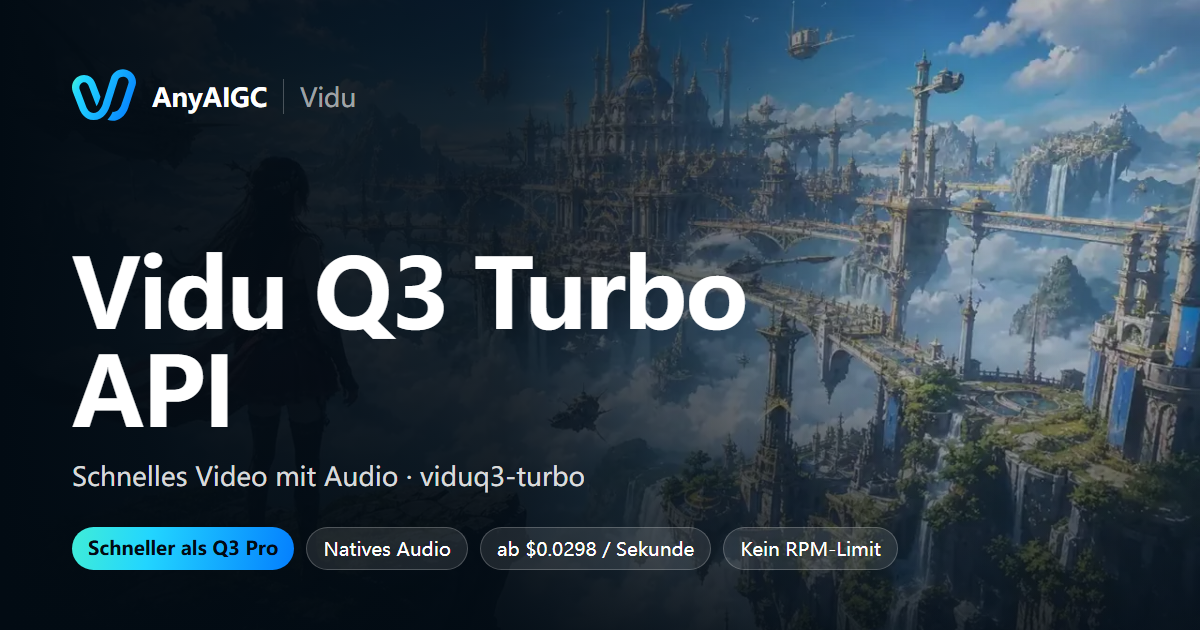 AnyAIGC | Vidu
Vidu Q3 Turbo
API
Schnelles Video mit Audio · viduq3-turbo
Schneller als Q3 Pro
Natives Audio
ab $0.0298 / Sekunde
Kein RPM-Limit